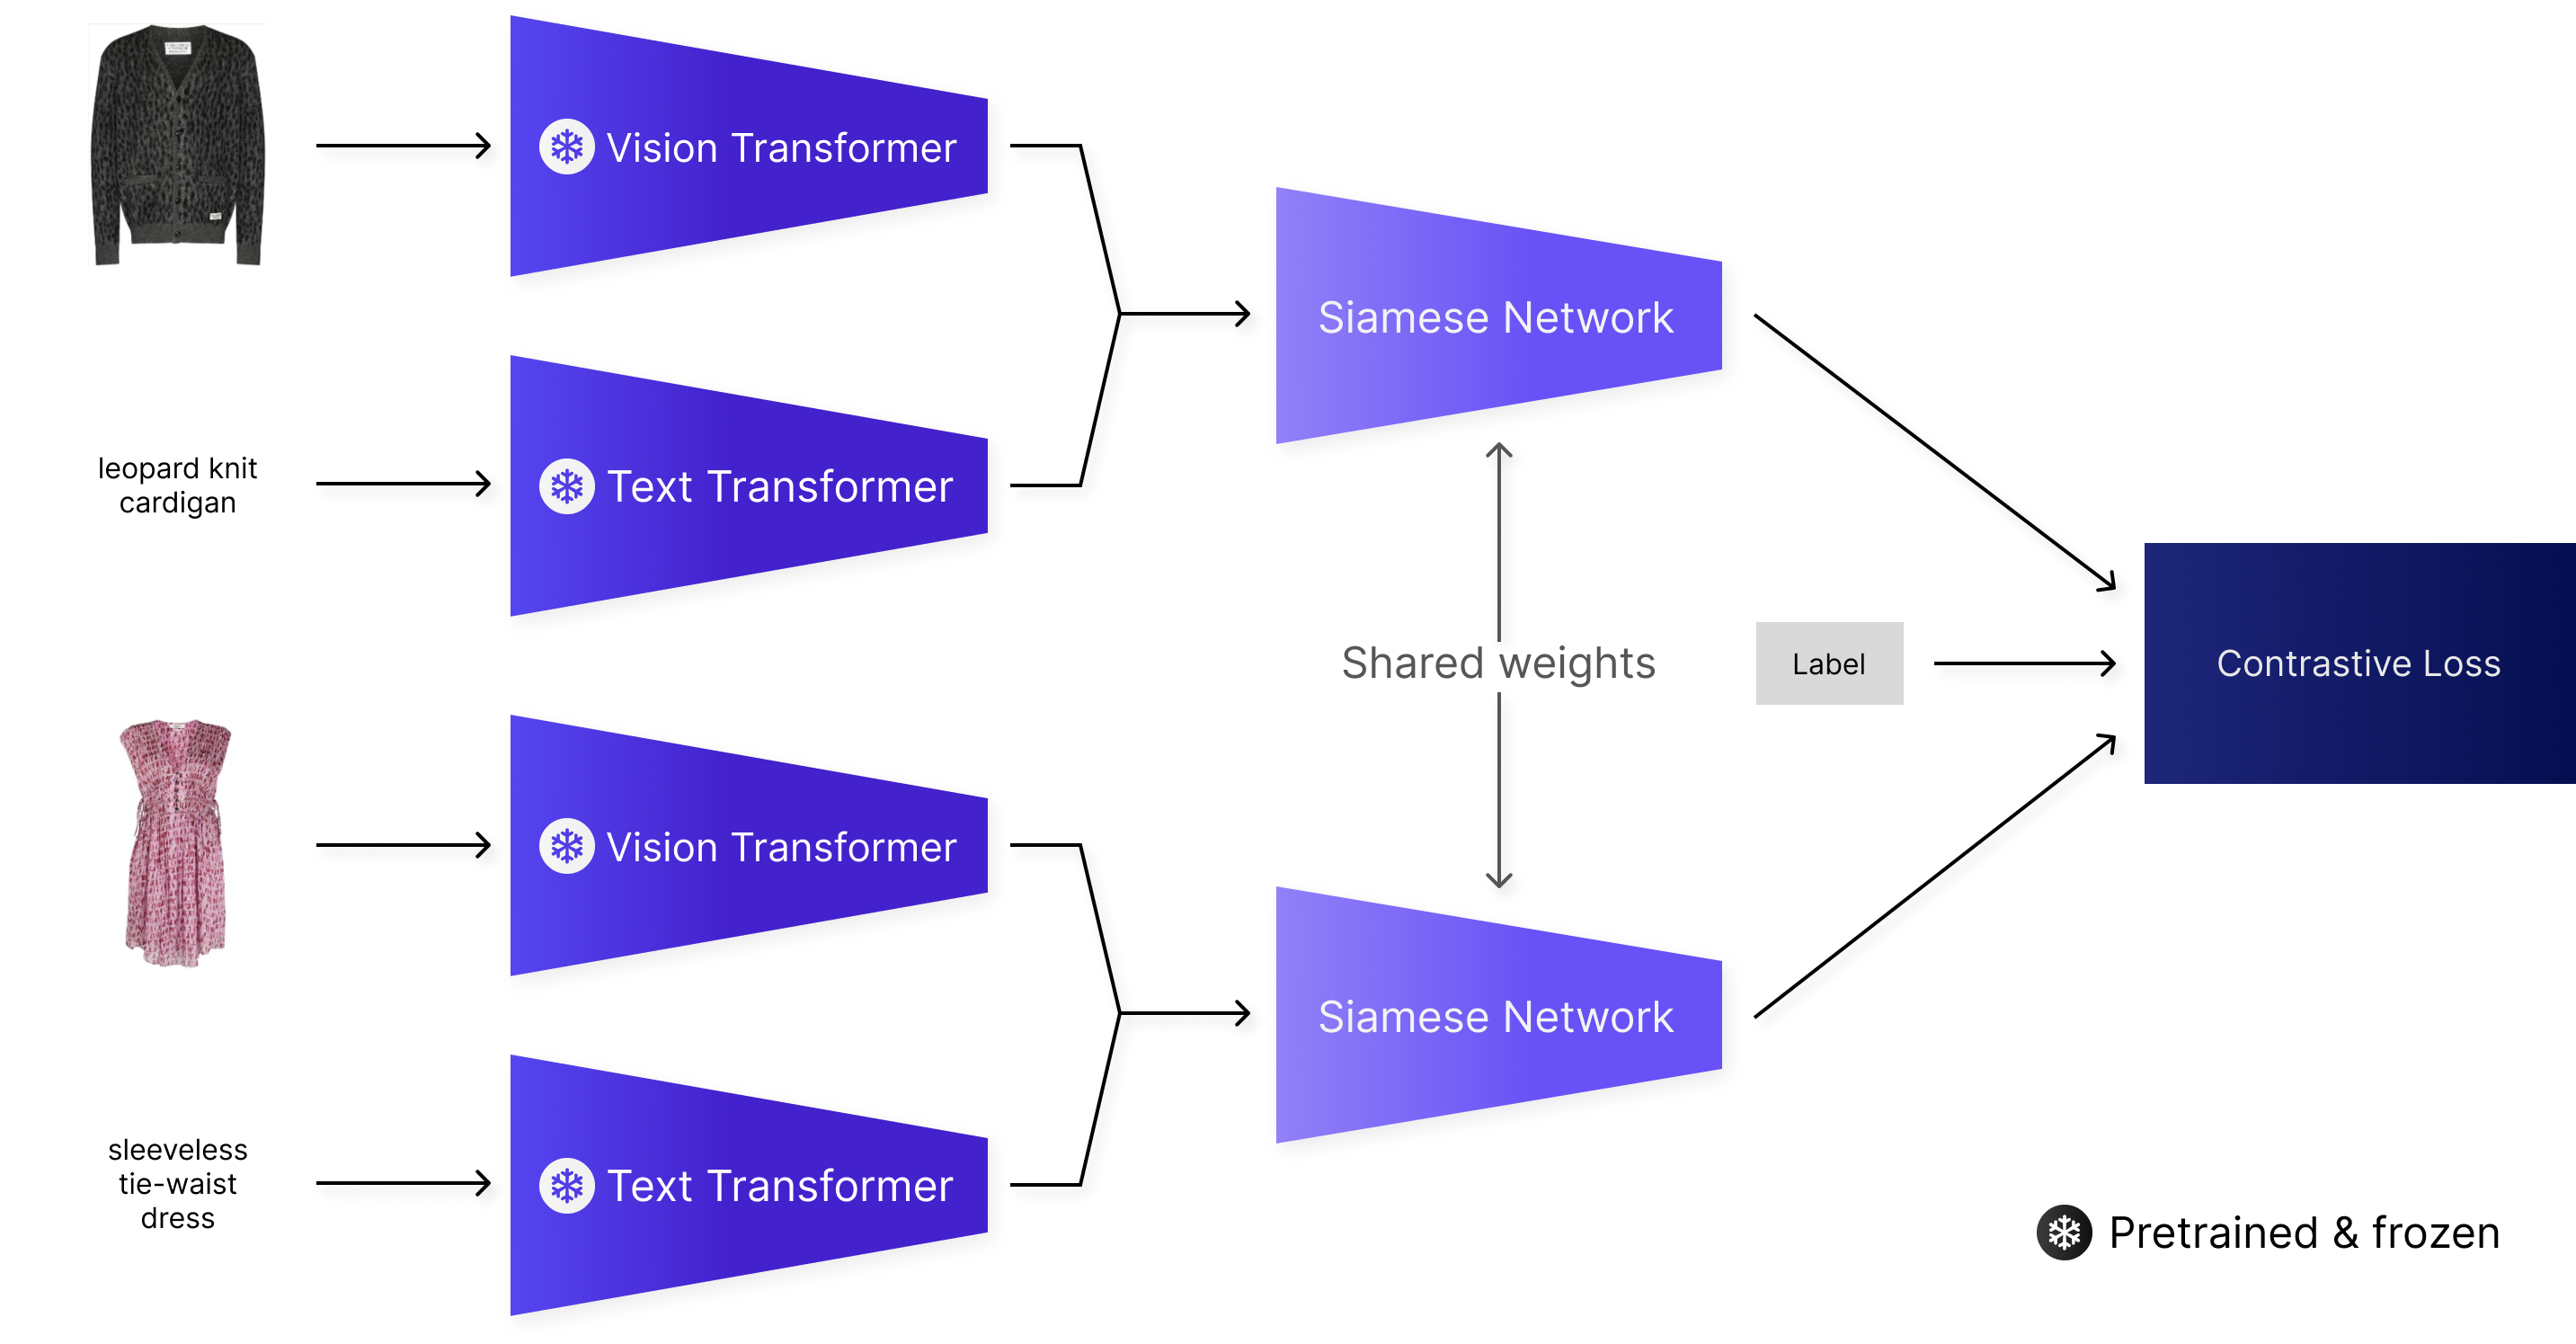 Vision Transformer
Siamese Network
leopard knit
cardigan
Text Transformer
Shared weights
Label
Contrastive Loss
Vision Transformer
Siamese Network
sleeveless
tie-waist
dress
Text Transformer
Pretrained & frozen